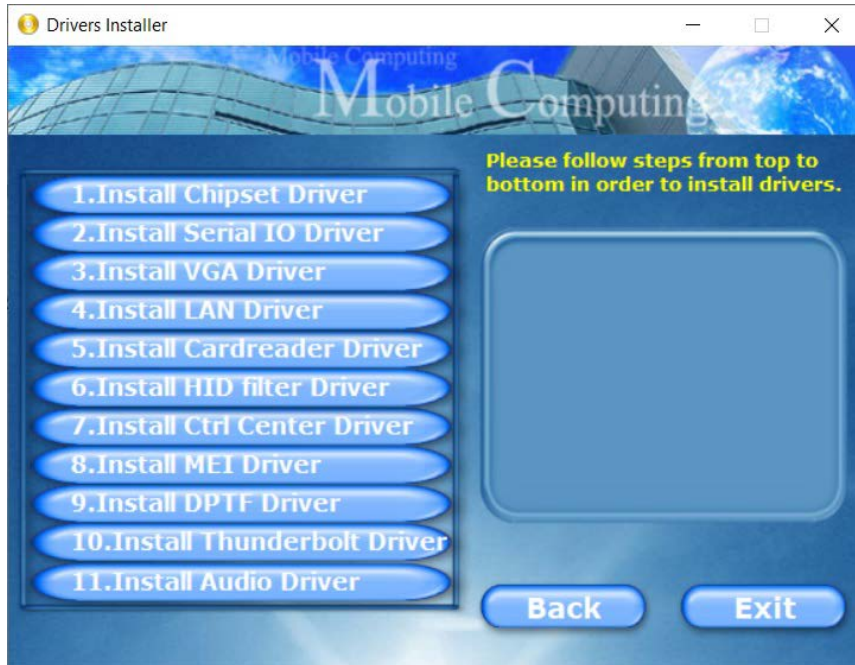 Drivers Installer
Mobile Computing
Mobile Computing
Please follow steps from top to
bottom in order to install drivers.
1.Install Chipset Driver
2.Install Serial IO Driver
3.Install VGA Driver
4.Install LAN Driver
5.Install Cardreader Driver
6.Install HID filter Driver
7.Install Ctrl Center Driver
8.Install MEI Driver
9.Install DPTF Driver
10.Install Thunderbolt Driver
11.Install Audio Driver
Back
Exit